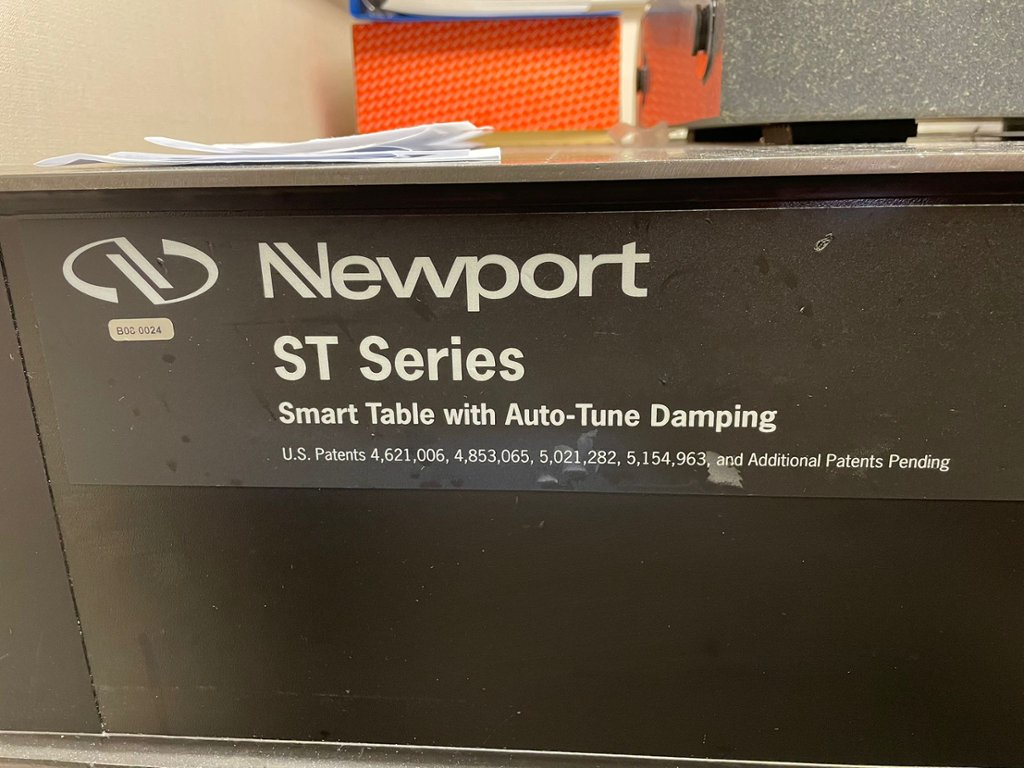 Newport
B08 0024
ST Series
Smart Table with Auto-Tune Damping
U.S. Patents 4,621,006, 4,853,065, 5,021,282, 5,154,963, and Additional Patents Pending